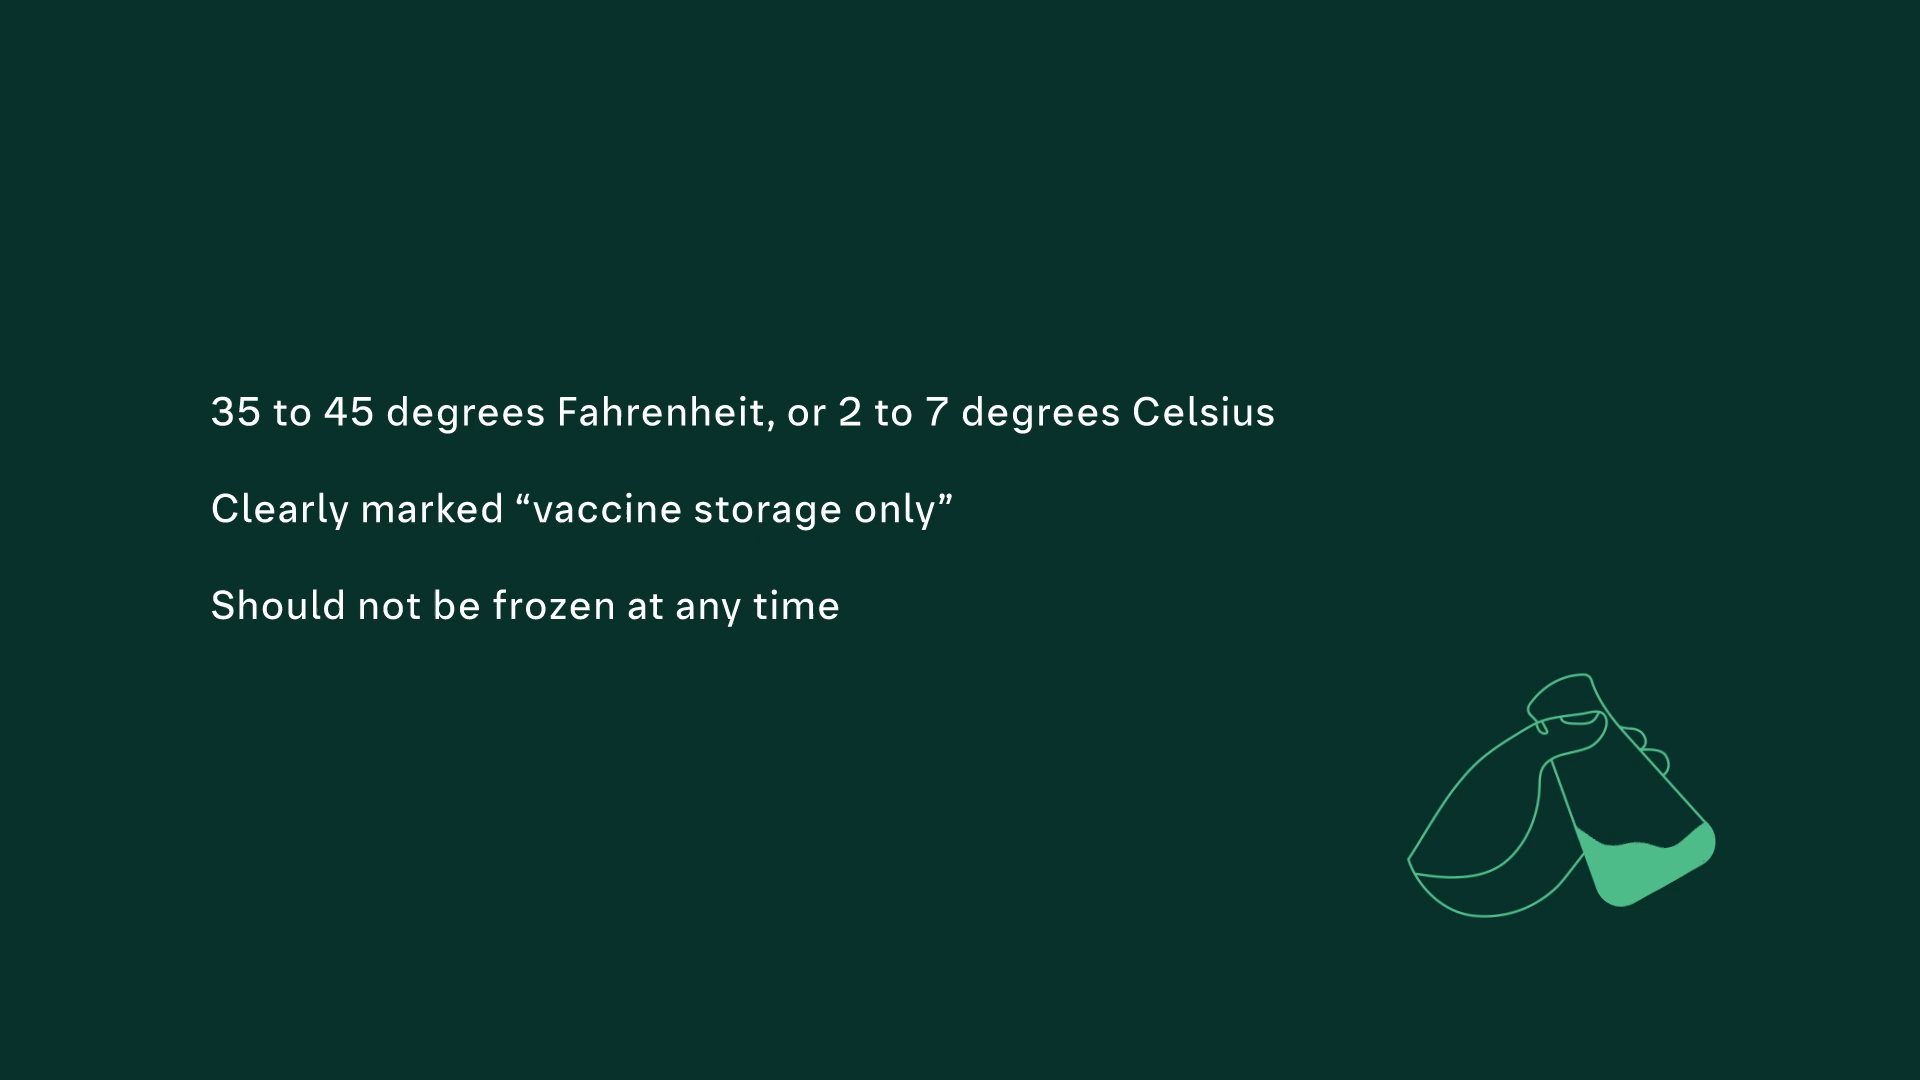 35 to 45 degrees Fahrenheit, or 2 to 7 degrees Celsius
Clearly marked “vaccine storage only”
Should not be frozen at any time